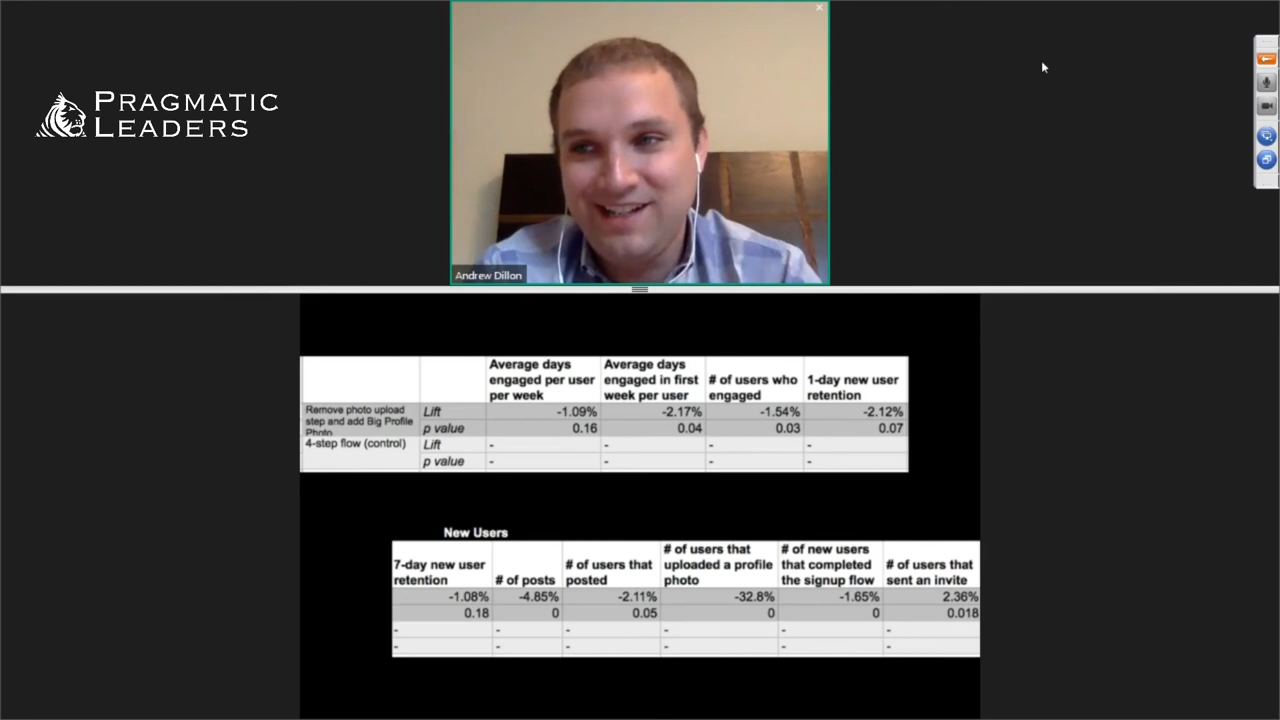 PRAGMATIC
LEADERS
Andrew Dillon
Average days
engaged per user
per week
Average days
engaged in first
week per user
# of users who
engaged
1-day new user
retention
Remove photo upload
step and add Big Profile
Photo
Lift
-1.09%
-2.17%
-1.54%
-2.12%
p value
0.16
0.04
0.03
0.07
4-step flow (control)
Lift
-
-
-
-
p value
-
-
-
-
New Users
7-day new user
retention
# of posts
# of users that
posted
# of users that
uploaded a profile
photo
# of new users
that completed
the signup flow
# of users that
sent an invite
-1.08%
-4.85%
-2.11%
-32.8%
-1.65%
2.36%
0.18
0
0.05
0
0
0.018
-
-
-
-
-
-
-
-
-
-
-
-